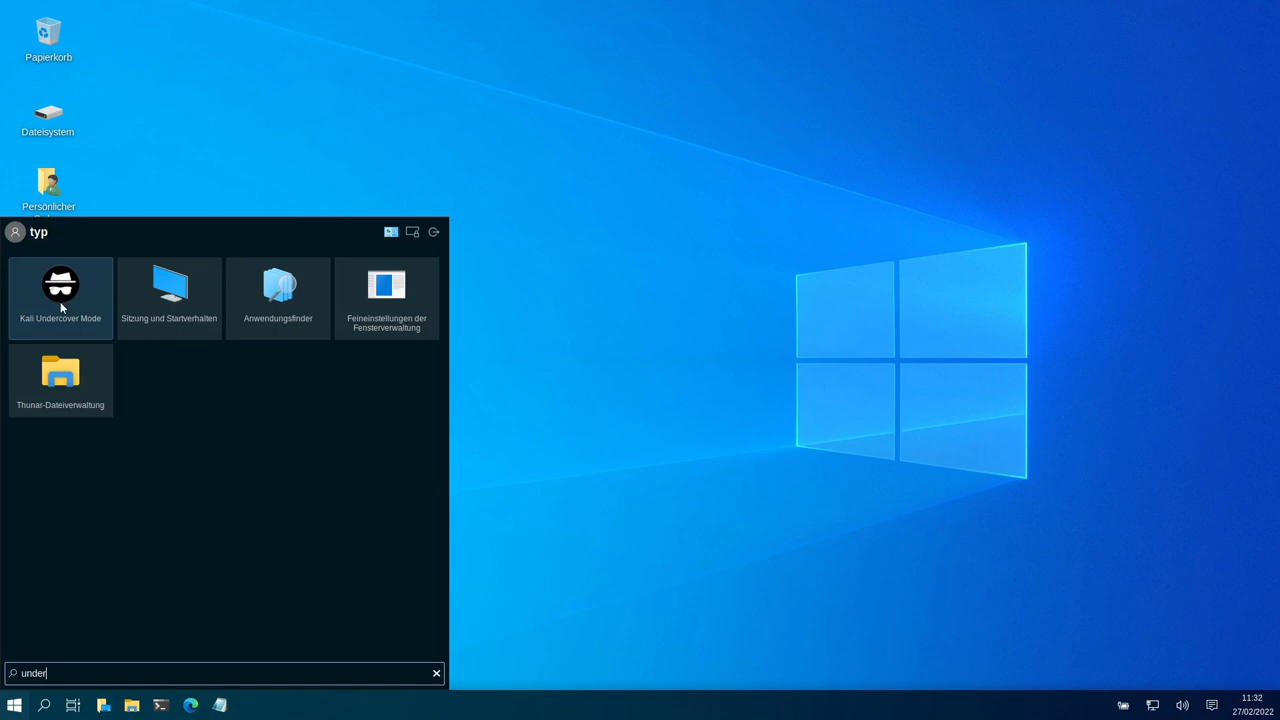 Papierkorb
Dateisystem
Persönlicher
typ
Kali Undercover Mode
Sitzung und Startverhalten
Anwendungsfinder
Feineinstellungen der
Fensterverwaltung
Thunar-Dateiverwaltung
under
11:32
27/02/2022